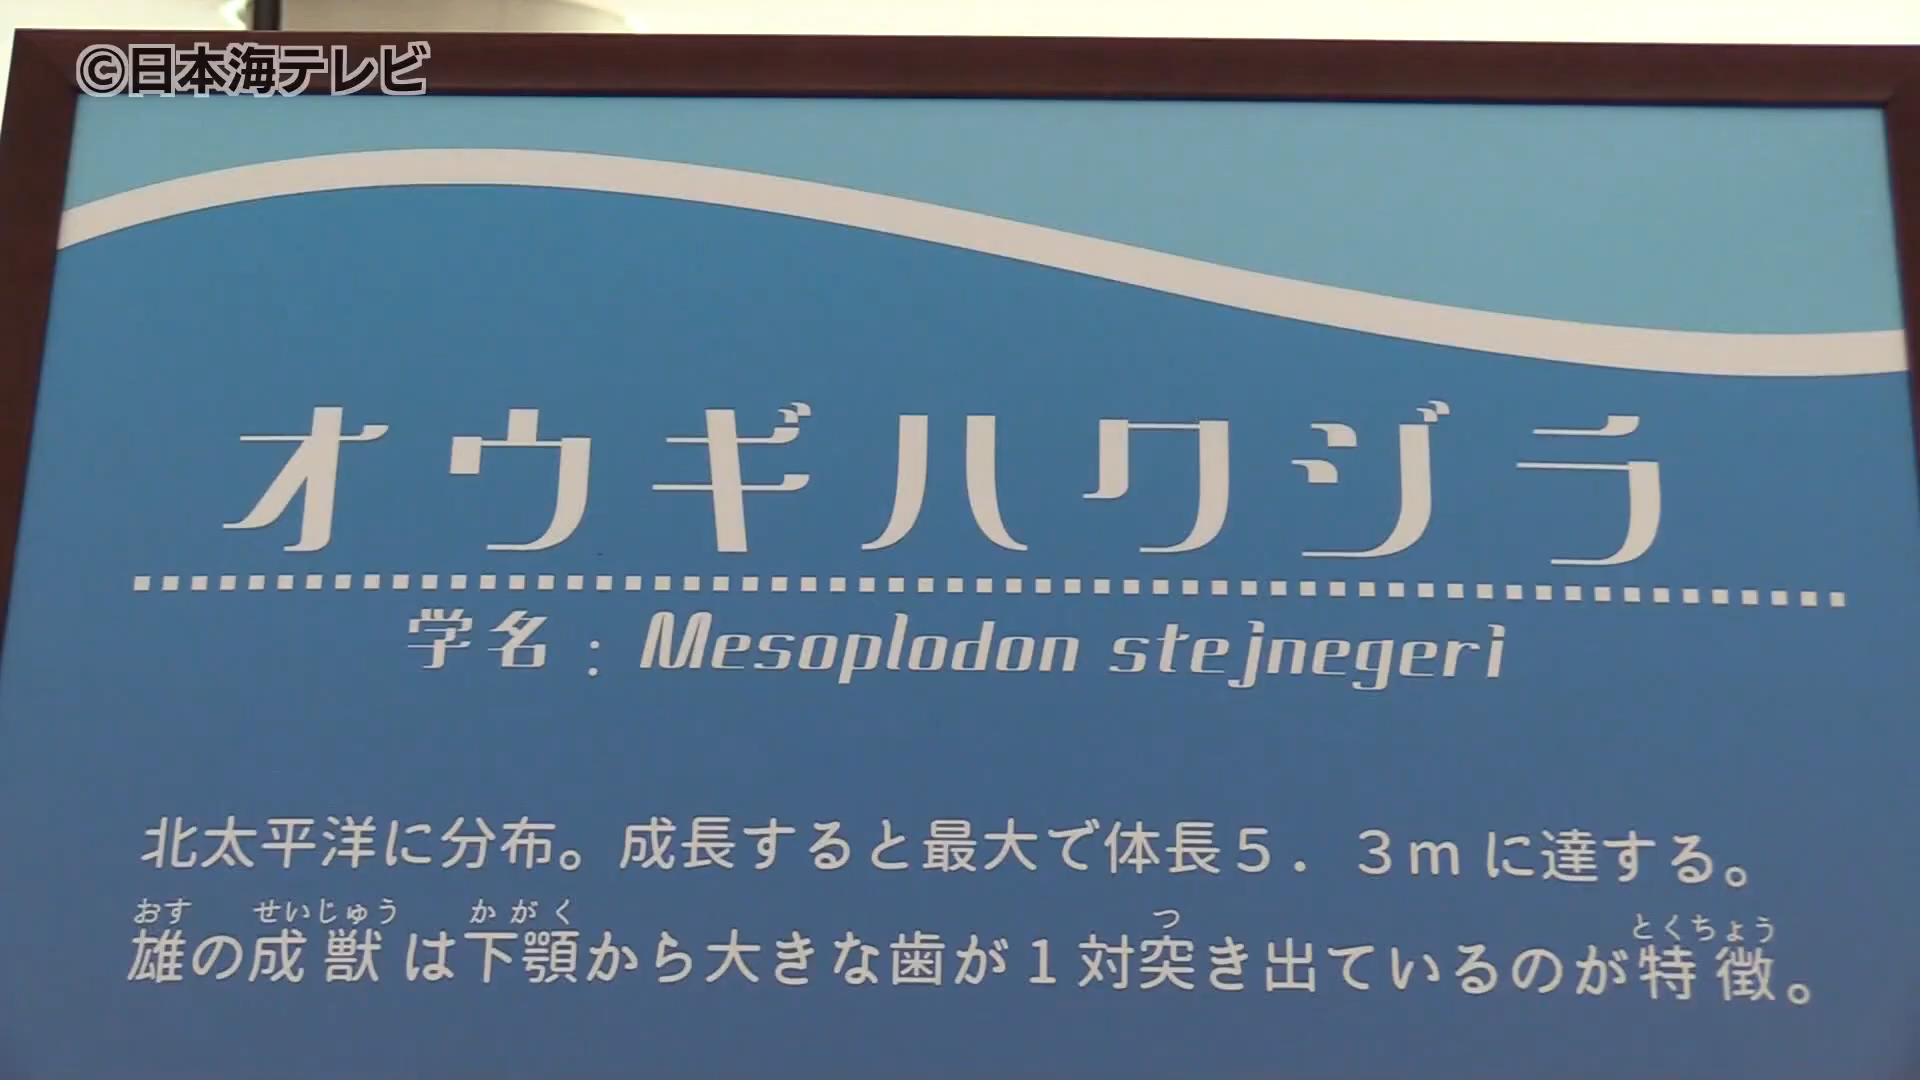 ©日本海テレビ
オウギハクジラ
学名：Mesoplodon stejnegeri
北太平洋に分布。成長すると最大で体長５．３ｍに達する。
おす せいじゅう かがく つ とくちょう
雄の成獣は下顎から大きな歯が１対突き出ているのが特徴。